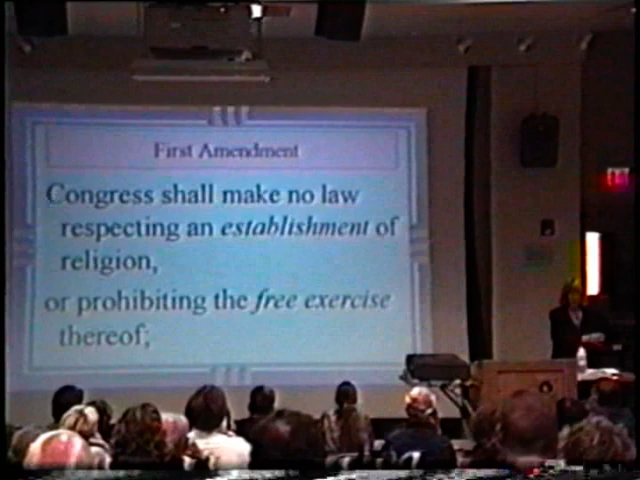 First Amendment
Congress shall make no law
respecting an establishment of
religion,
or prohibiting the free exercise
thereof;